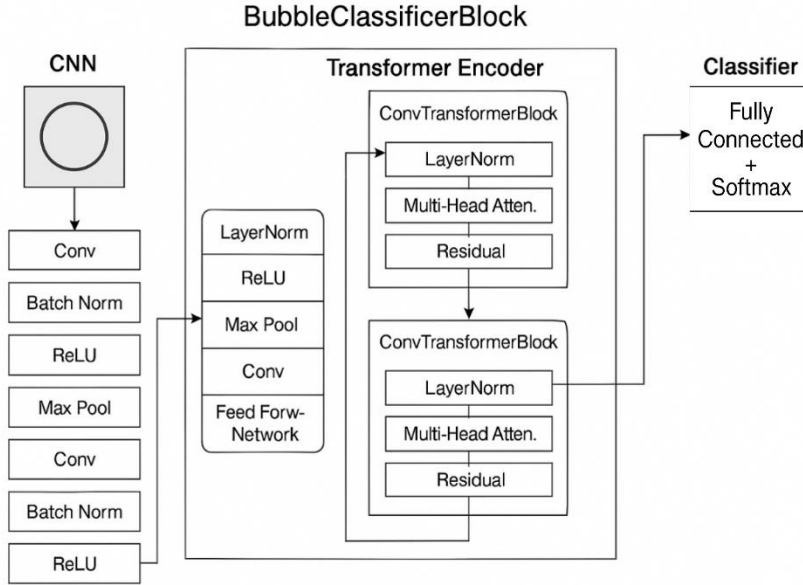 BubbleClassificerBlock
CNN
Conv
Batch Norm
ReLU
Max Pool
Conv
Batch Norm
ReLU
LayerNorm
ReLU
Max Pool
Conv
Feed Forw-
Network
Transformer Encoder
ConvTransformerBlock
LayerNorm
Multi-Head Atten.
Residual
ConvTransformerBlock
LayerNorm
Multi-Head Atten.
Residual
Classifier
Fully
Connected
+
Softmax